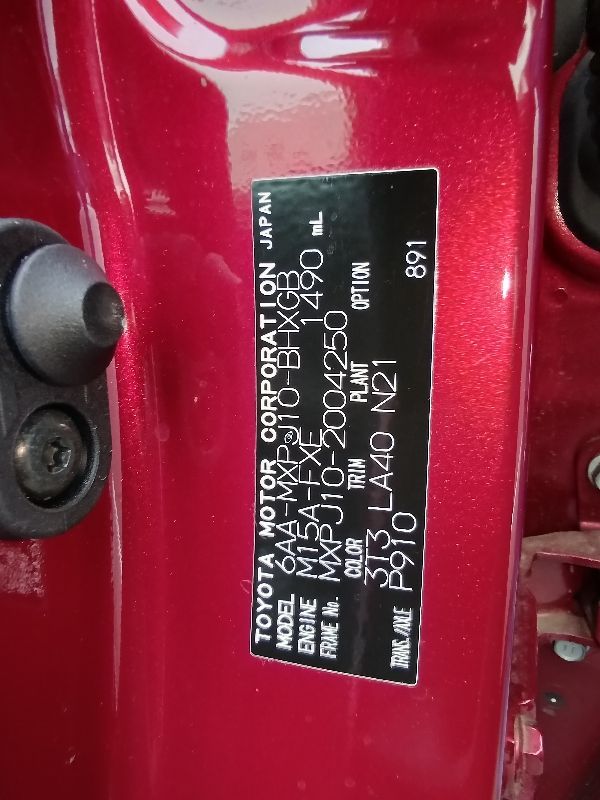 TOYOTA MOTOR CORPORATION JAPAN
MODEL 6AA-MXPJ10-BHXGB
ENGINE M15A-FXE 1490 mL
FRAME No. MXPJ10-2004250
COLOR TRIM PLANT OPTION
3T3 LA40 N21
TRANS./AXLE P910 891